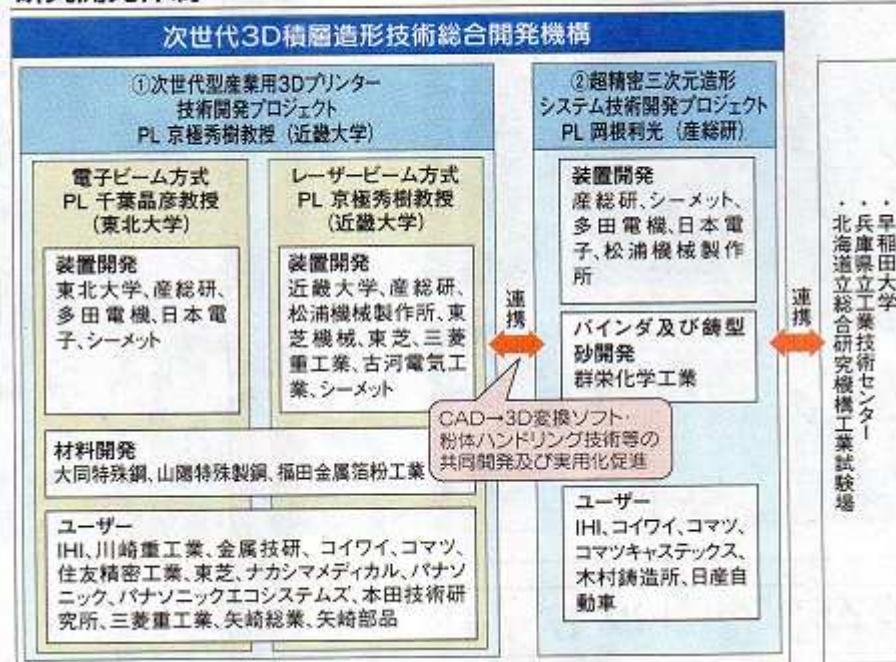 次世代3D積層造形技術総合開発機構
①次世代型産業用3Dプリンター
技術開発プロジェクト
PL 京極秀樹教授(近畿大学)
電子ビーム方式
PL 千葉晶彦教授
(東北大学)
装置開発
東北大学、産総研、
多田電機、日本電
子、シーメット
レーザービーム方式
PL 京極秀樹教授
(近畿大学)
装置開発
近畿大学、産総研、
松浦機械製作所、東
芝機械、東芝、三菱
重工業、古河電気工
業、シーメット
材料開発
大同特殊鋼、山陽特殊製鋼、福田金属箔粉工業
ユーザー
IHI、川崎重工業、金属技研、コイワイ、コマツ、
住友精密工業、東芝、ナカシマメディカル、パナソ
ニック、パナソニックエコシステムズ、本田技術研
究所、三菱重工業、矢崎総業、矢崎部品
連携
CAD→3D変換ソフト・
粉体ハンドリング技術等の
共同開発及び実用化促進
②超精密三次元造形
システム技術開発プロジェクト
PL 岡根利光(産総研)
装置開発
産総研、シーメット、
多田電機、日本電
子、松浦機械製作
所
バインダ及び鋳型
砂開発
群栄化学工業
ユーザー
IHI、コイワイ、コマツ、
コマツキャステックス、
木村鋳造所、日産自
動車
連携
・早稲田大学
・兵庫県立工業技術センター
・北海道立総合研究機構工業試験場